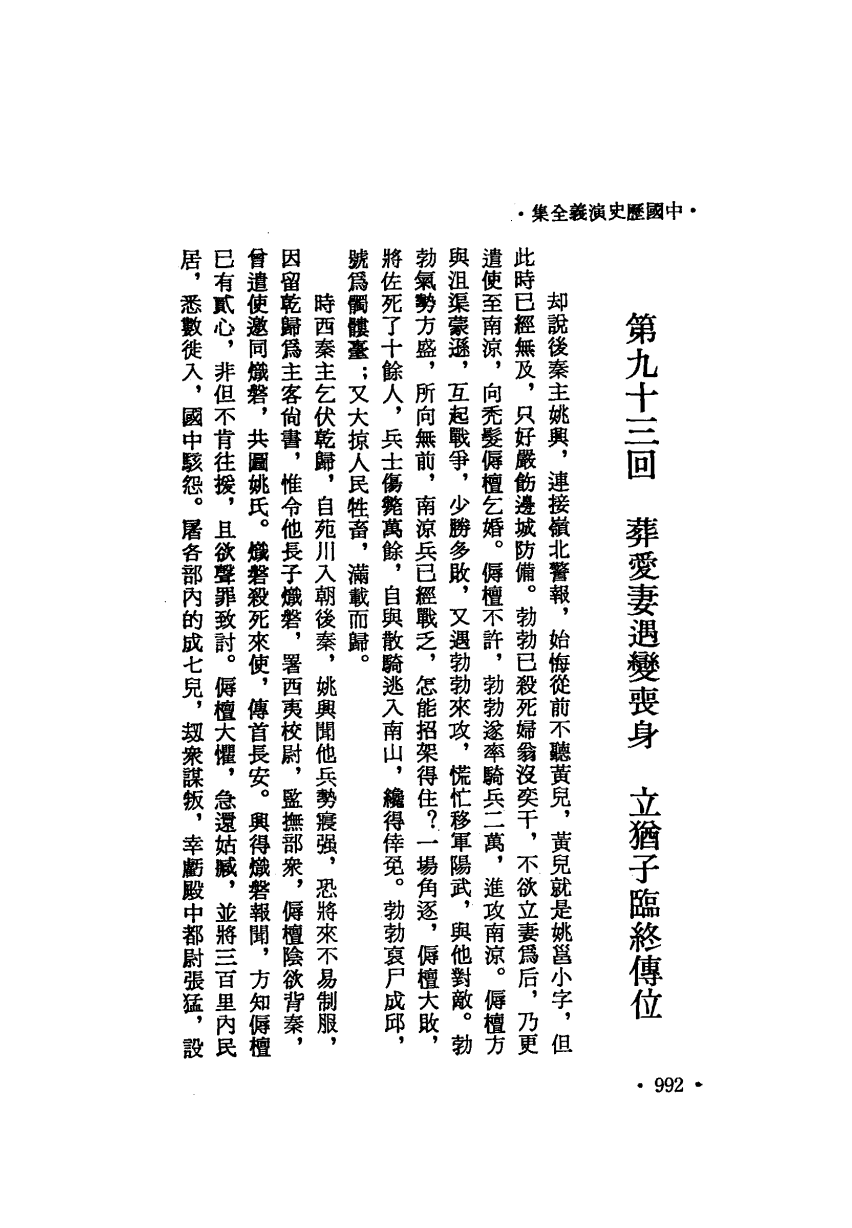 ·中國歷史演義全集·
第九十三回　葬愛妻遇變喪身　立猶子臨終傳位
却說後秦主姚興，連接嶺北警報，始悔從前不聽黃兒，黃兒就是姚邕小字，但
此時已經無及，只好嚴飭邊城防備。勃勃已殺死婦翁沒奕干，不欲立妻爲后，乃更
遣使至南涼，向禿髮傉檀乞婚。傉檀不許，勃勃遂率騎兵二萬，進攻南涼。傉檀方
與沮渠蒙遜，互起戰爭，少勝多敗，又遇勃勃來攻，慌忙移軍陽武，與他對敵。勃
勃氣勢方盛，所向無前，南涼兵已經戰乏，怎能招架得住？一場角逐，傉檀大敗，
將佐死了十餘人，兵士傷斃萬餘，自與散騎逃入南山，纔得倖免。勃勃裒尸成邱，
號爲髑髏臺；又大掠人民牲畜，滿載而歸。
時西秦主乞伏乾歸，自苑川入朝後秦，姚興聞他兵勢寖强，恐將來不易制服，
因留乾歸爲主客尙書，惟令他長子熾磐，署西夷校尉，監撫部衆，傉檀陰欲背秦，
曾遣使邀同熾磐，共圖姚氏。熾磐殺死來使，傳首長安。興得熾磐報聞，方知傉檀
已有貳心，非但不肯往援，且欲聲罪致討。傉檀大懼，急還姑臧，並將三百里內民
居，悉數徙入，國中駭怨。屠各部內的成七兒，刼衆謀叛，幸虧殿中都尉張猛，設
·992·